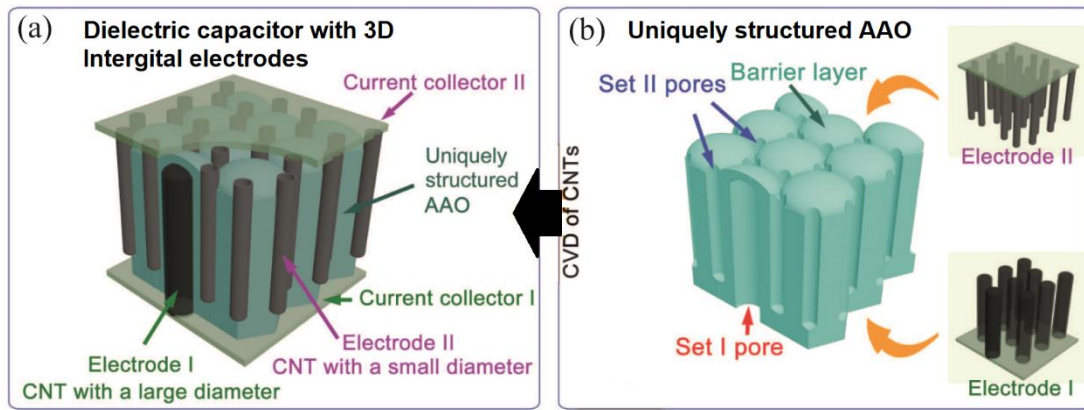 (a) Dielectric capacitor with 3D
Intergital electrodes
Current collector II
Uniquely
structured
AAO
Current collector I
Electrode I
CNT with a large diameter
Electrode II
CNT with a small diameter
CVD of CNTs
(b) Uniquely structured AAO
Barrier layer
Set II pores
Set I pore
Electrode II
Electrode I